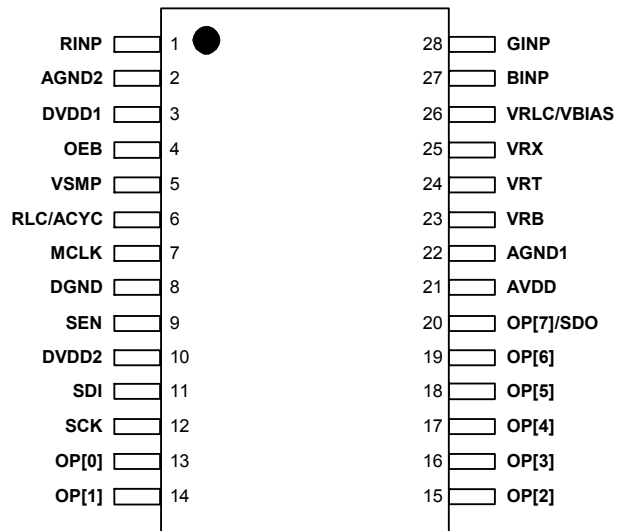 RINP 1 28 GINP
AGND2 2 27 BINP
DVDD1 3 26 VRLC/VBIAS
OEB 4 25 VRX
VSMP 5 24 VRT
RLC/ACYC 6 23 VRB
MCLK 7 22 AGND1
DGND 8 21 AVDD
SEN 9 20 OP[7]/SDO
DVDD2 10 19 OP[6]
SDI 11 18 OP[5]
SCK 12 17 OP[4]
OP[0] 13 16 OP[3]
OP[1] 14 15 OP[2]